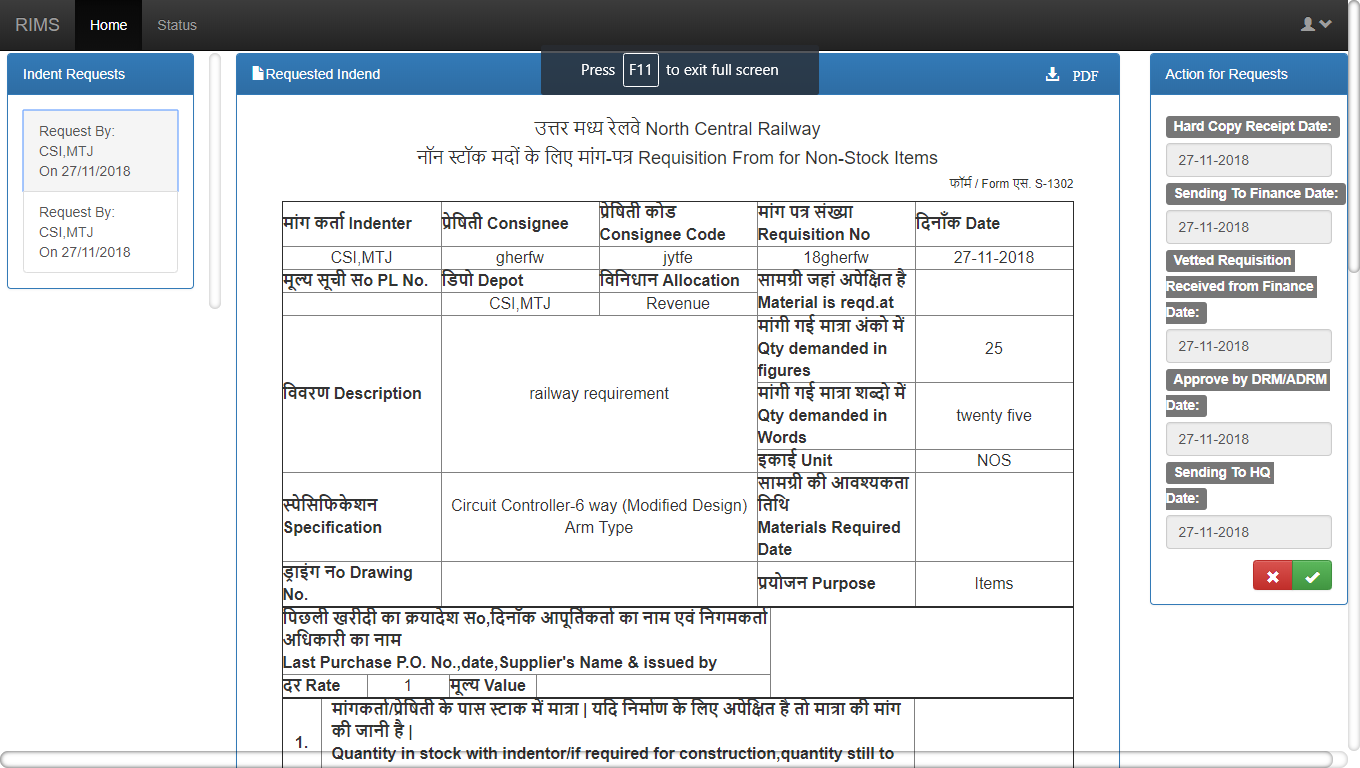 RIMS Home Status
Indent Requests
Request By:
CSI,MTJ
On 27/11/2018
Request By:
CSI,MTJ
On 27/11/2018
Requested Indend
Press F11 to exit full screen
PDF
उत्तर मध्य रेलवे North Central Railway
नॉन स्टॉक मदों के लिए मांग-पत्र Requisition From for Non-Stock Items
फॉर्म / Form एस. S-1302
मांग कर्ता Indenter
प्रेषिती Consignee
प्रेषिती कोड
Consignee Code
मांग पत्र संख्या
Requisition No
दिनाँक Date
CSI,MTJ gherfw jytfe 18gherfw 27-11-2018
मूल्य सूची सo PL No.
डिपो Depot
विनिधान Allocation
सामग्री जहां अपेक्षित है
Material is reqd.at
CSI,MTJ Revenue
विवरण Description
railway requirement
मांगी गई मात्रा अंको में
Qty demanded in
figures
25
मांगी गई मात्रा शब्दो में
Qty demanded in
Words
twenty five
इकाई Unit
NOS
स्पेसिफिकेशन
Specification
Circuit Controller-6 way (Modified Design)
Arm Type
सामग्री की आवश्यकता
तिथि
Materials Required
Date
ड्राइंग नo Drawing
No.
प्रयोजन Purpose
Items
पिछली खरीदी का क्रयादेश सo,दिनॉक आपूर्तिकर्ता का नाम एवं निगमकर्ता
अधिकारी का नाम
Last Purchase P.O. No.,date,Supplier's Name & issued by
दर Rate 1 मूल्य Value
1.
मांगकर्ता/प्रेषिती के पास स्टाक में मात्रा | यदि निर्माण के लिए अपेक्षित है तो मात्रा की मांग
की जानी है |
Quantity in stock with indentor/if required for construction,quantity still to
Action for Requests
Hard Copy Receipt Date:
27-11-2018
Sending To Finance Date:
27-11-2018
Vetted Requisition
Received from Finance
Date:
27-11-2018
Approve by DRM/ADRM
Date:
27-11-2018
Sending To HQ
Date:
27-11-2018